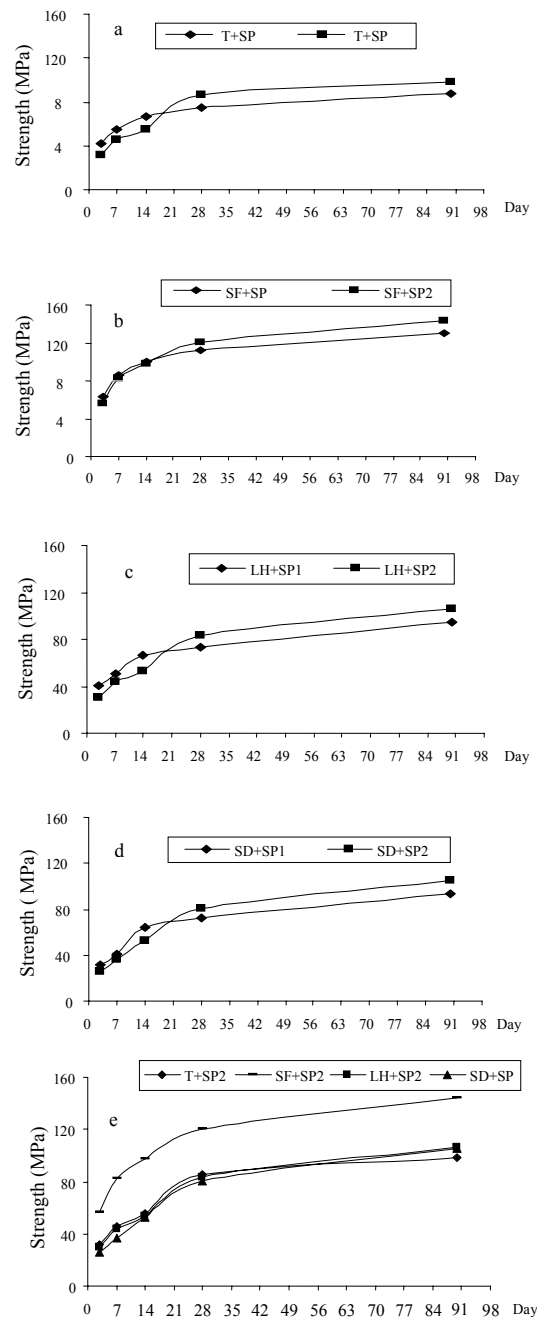 a
T+SP T+SP
Strength (MPa)
160
120
8
4
0
0 7 14 21 28 35 42 49 56 63 70 77 84 91 98 Day
b
SF+SP SF+SP2
Strength (MPa)
160
120
8
4
0
0 7 14 21 28 35 42 49 56 63 70 77 84 91 98 Day
c
LH+SP1 LH+SP2
Strength (MPa)
160
120
80
40
0
0 7 14 21 28 35 42 49 56 63 70 77 84 91 98 Day
d
SD+SP1 SD+SP2
Strength ( MPa)
160
120
80
40
0
0 7 14 21 28 35 42 49 56 63 70 77 84 91 98 Day
T+SP2 SF+SP2 LH+SP2 SD+SP
e
Strength (MPa)
160
120
80
40
0
0 7 14 21 28 35 42 49 56 63 70 77 84 91 98 Day